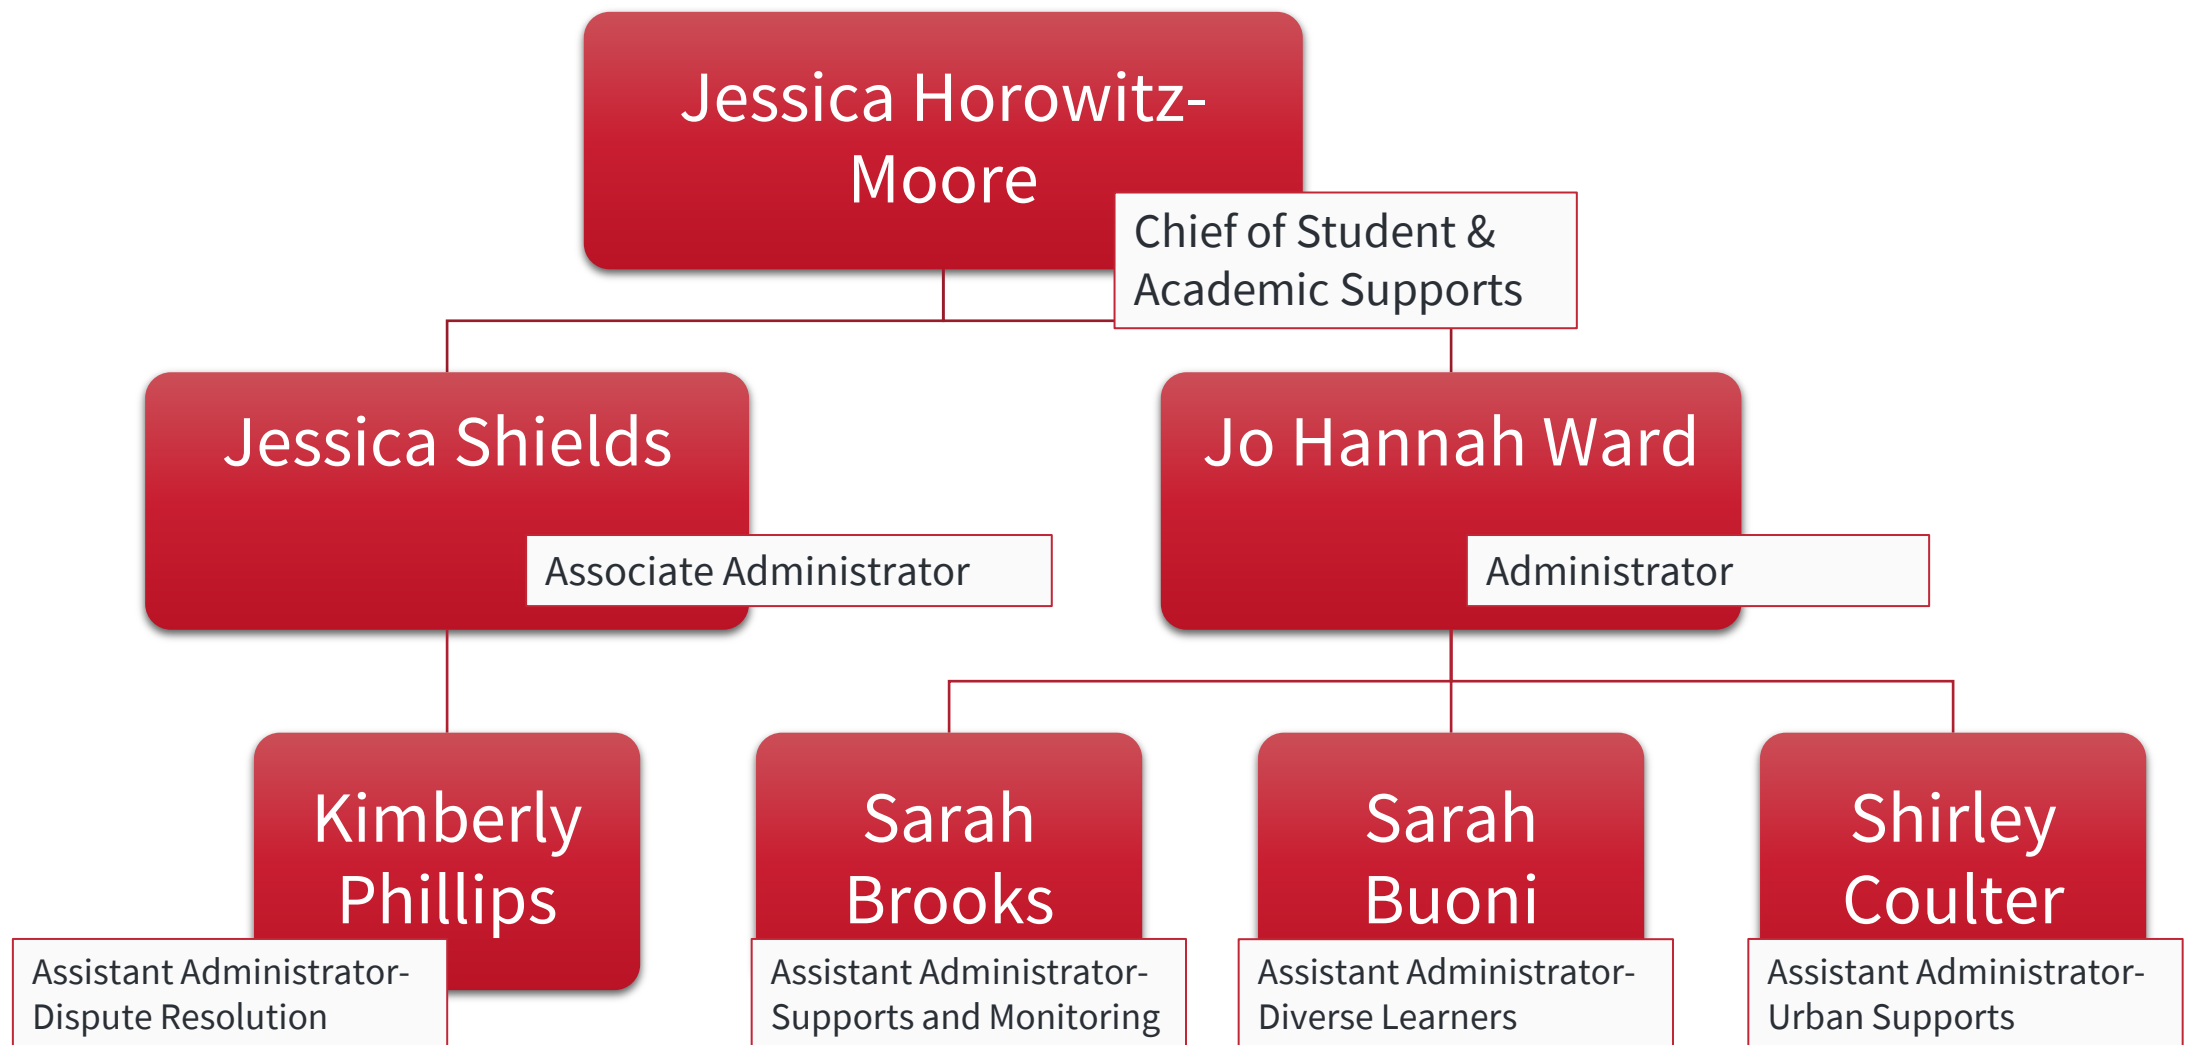 Jessica Horowitz-
Moore
Chief of Student &
Academic Supports
Jessica Shields
Associate Administrator
Jo Hannah Ward
Administrator
Kimberly
Phillips
Assistant Administrator-
Dispute Resolution
Sarah
Brooks
Assistant Administrator-
Supports and Monitoring
Sarah
Buoni
Assistant Administrator-
Diverse Learners
Shirley
Coulter
Assistant Administrator-
Urban Supports